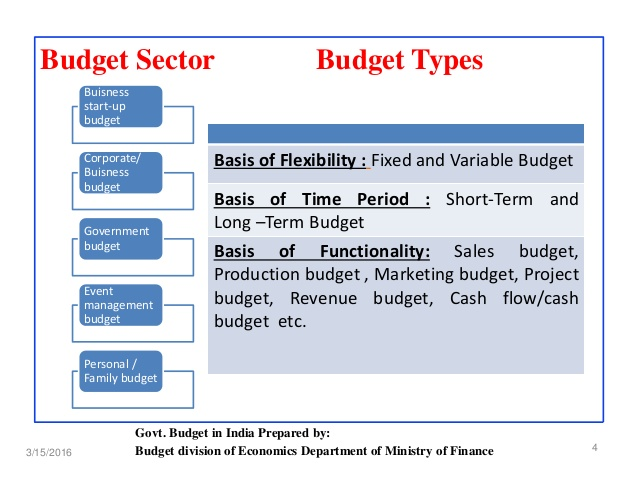 Budget Sector
Budget Types
Buisness
start-up
budget
Corporate/
Buisness
budget
Government
budget
Event
management
budget
Personal /
Family budget
Basis of Flexibility : Fixed and Variable Budget
Basis of Time Period : Short-Term and
Long –Term Budget
Basis of Functionality: Sales budget,
Production budget , Marketing budget, Project
budget, Revenue budget, Cash flow/cash
budget etc.
Govt. Budget in India Prepared by:
Budget division of Economics Department of Ministry of Finance
3/15/2016
4